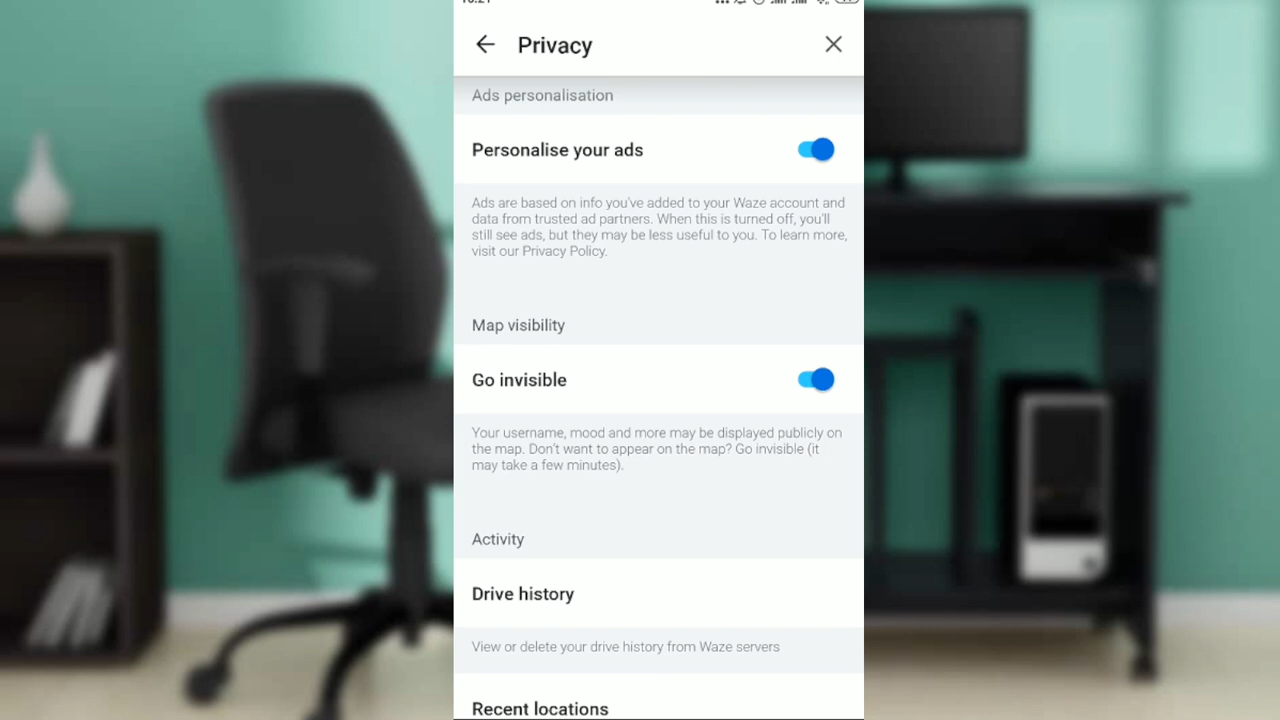 Privacy
Ads personalisation
Personalise your ads
Ads are based on info you've added to your Waze account and
data from trusted ad partners. When this is turned off, you'll
still see ads, but they may be less useful to you. To learn more,
visit our Privacy Policy.
Map visibility
Go invisible
Your username, mood and more may be displayed publicly on
the map. Don't want to appear on the map? Go invisible (it
may take a few minutes).
Activity
Drive history
View or delete your drive history from Waze servers
Recent locations